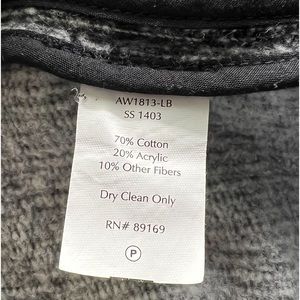 AW1813-LB
SS 1403
70% Cotton
20% Acrylic
10% Other Fibers
Dry Clean Only
RN# 89169
P